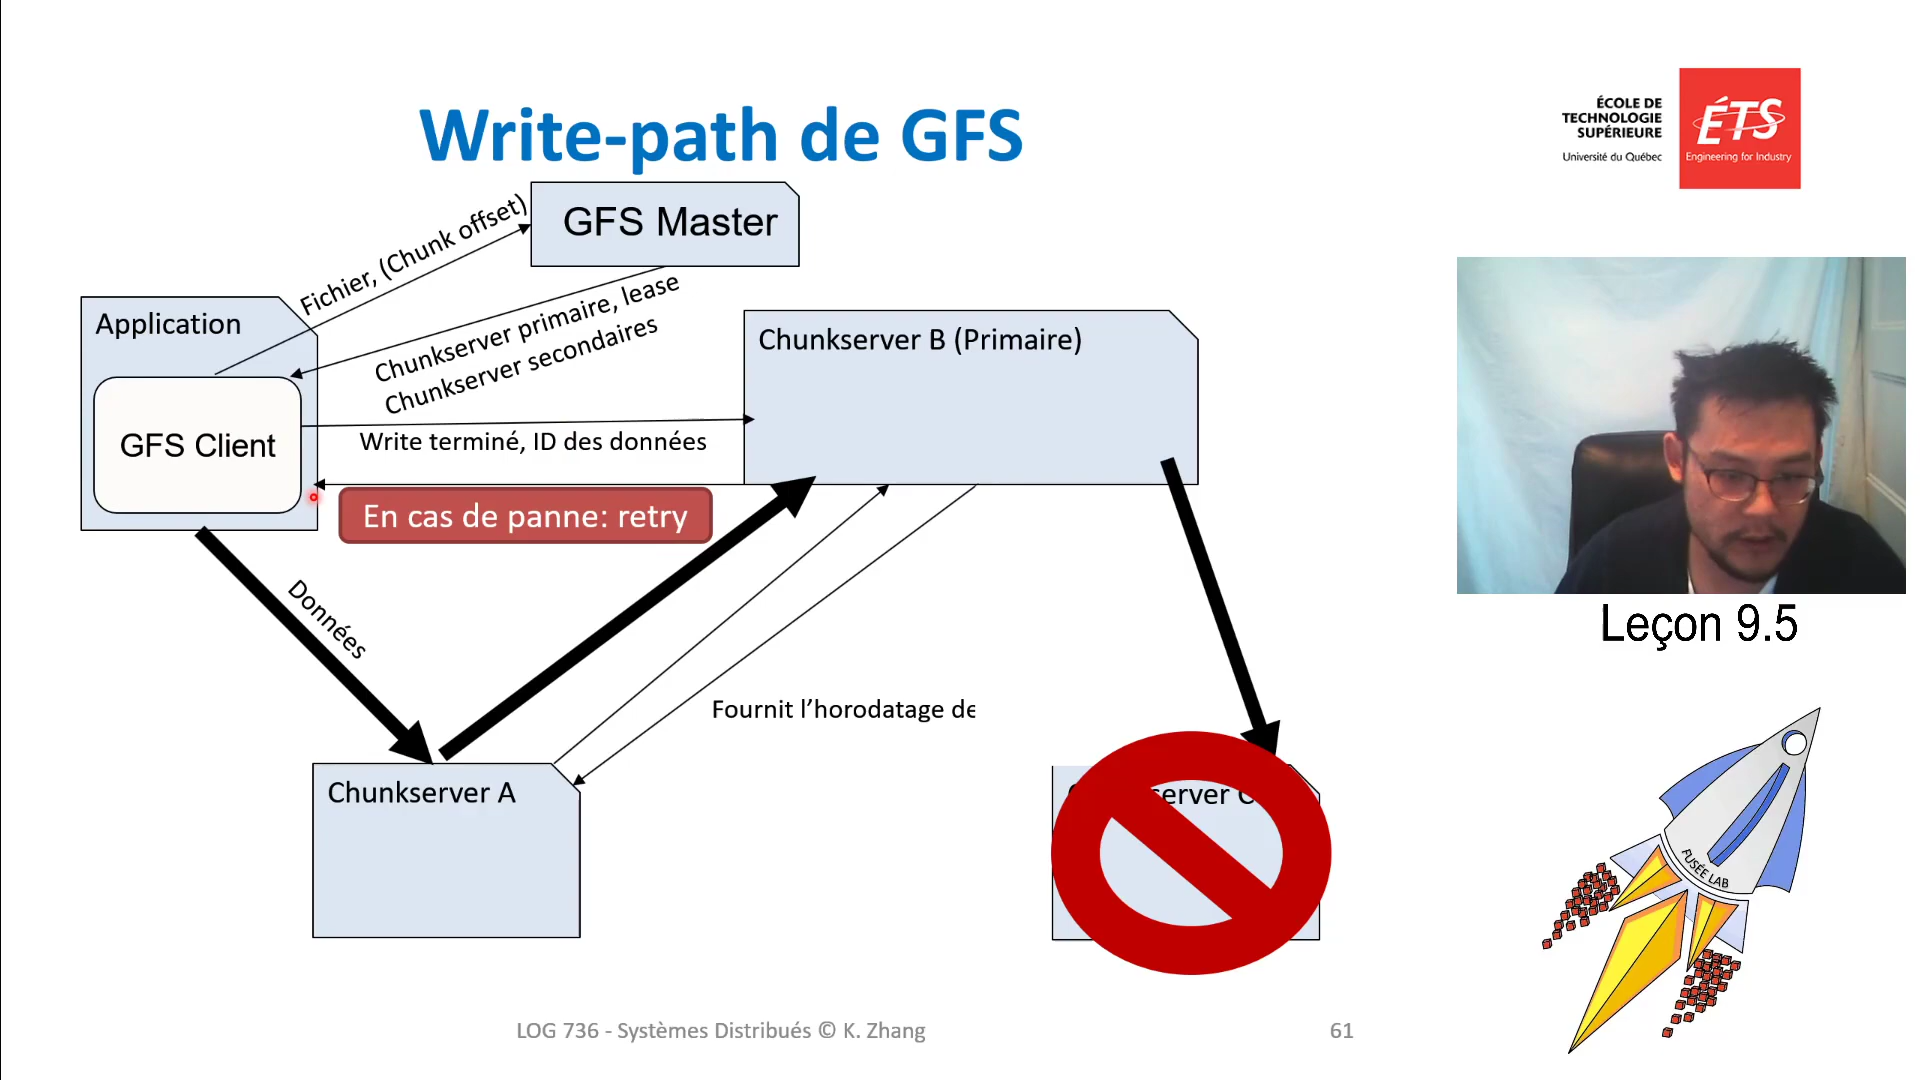 Write-path de GFS
ÉCOLE DE
TECHNOLOGIE
SUPÉRIEURE
Université du Québec
ÉTS
Engineering for Industry
GFS Master
Fichier, (Chunk offset)
Chunkserver primaire, lease
Chunkserver secondaires
Application
GFS Client
Chunkserver B (Primaire)
Write terminé, ID des données
En cas de panne: retry
Données
Fournit l’horodatage de
Chunkserver A
server
Leçon 9.5
FUSÉE LAB
LOG 736 - Systèmes Distribués © K. Zhang
61